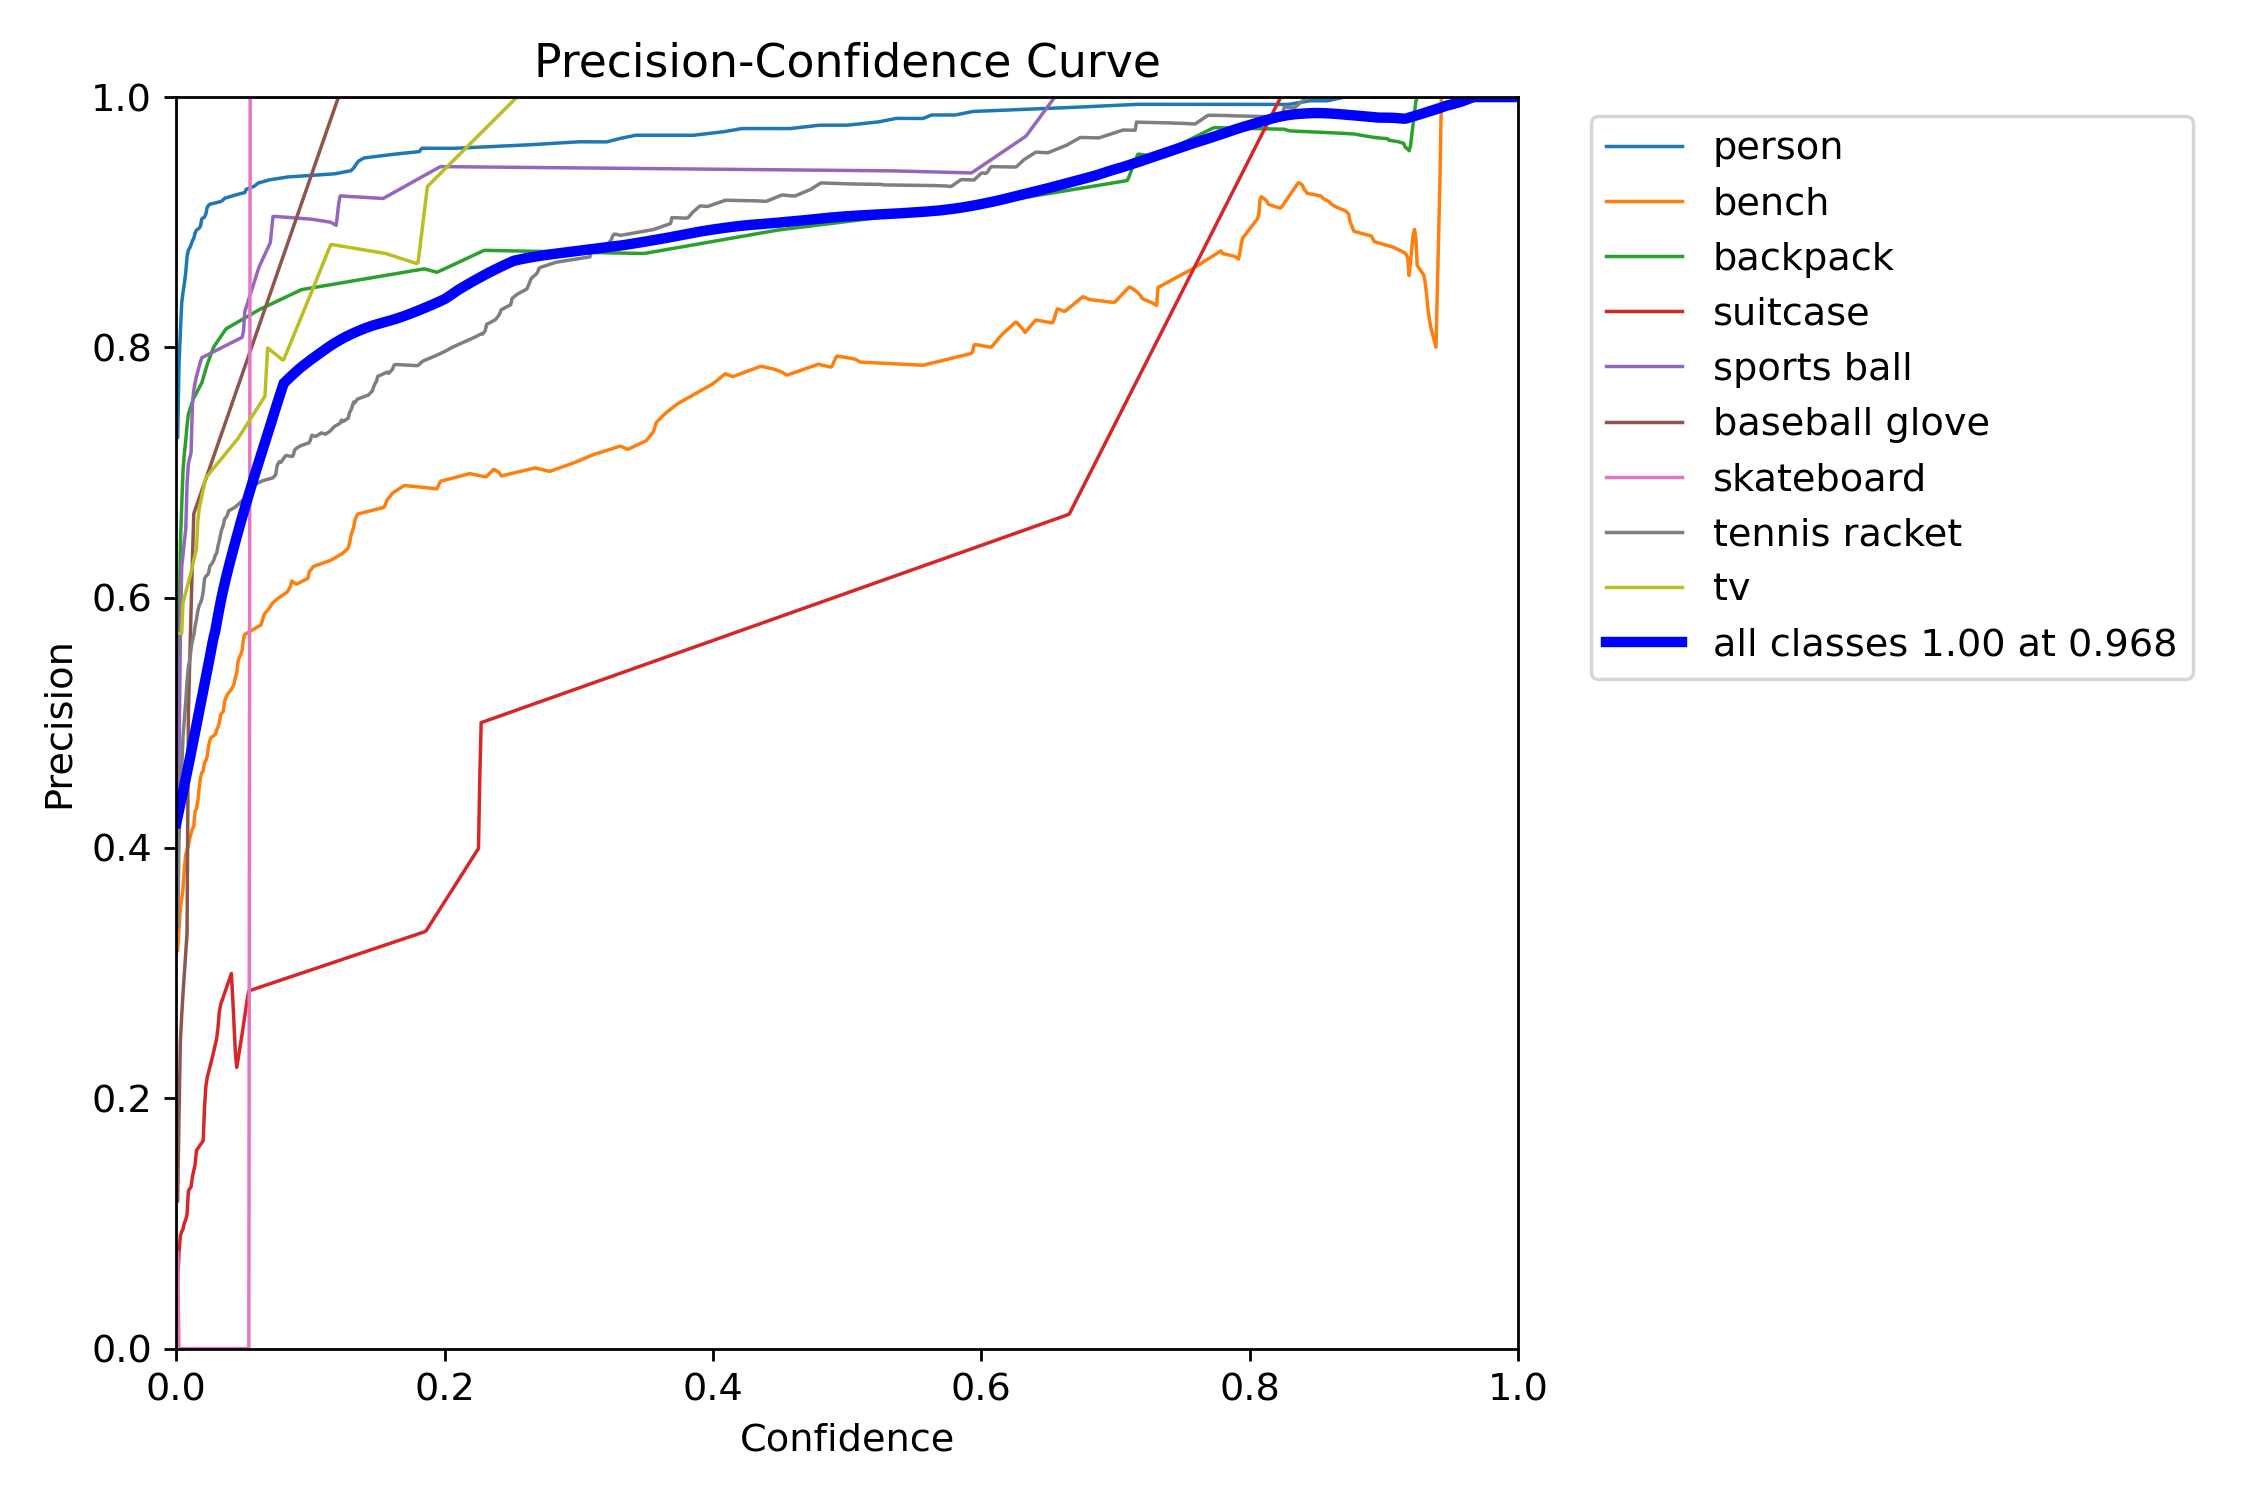 Precision-Confidence Curve
1.0
0.8
0.6
0.4
0.2
0.0
Precision
0.0 0.2 0.4 0.6 0.8 1.0
Confidence
person
bench
backpack
suitcase
sports ball
baseball glove
skateboard
tennis racket
tv
all classes 1.00 at 0.968